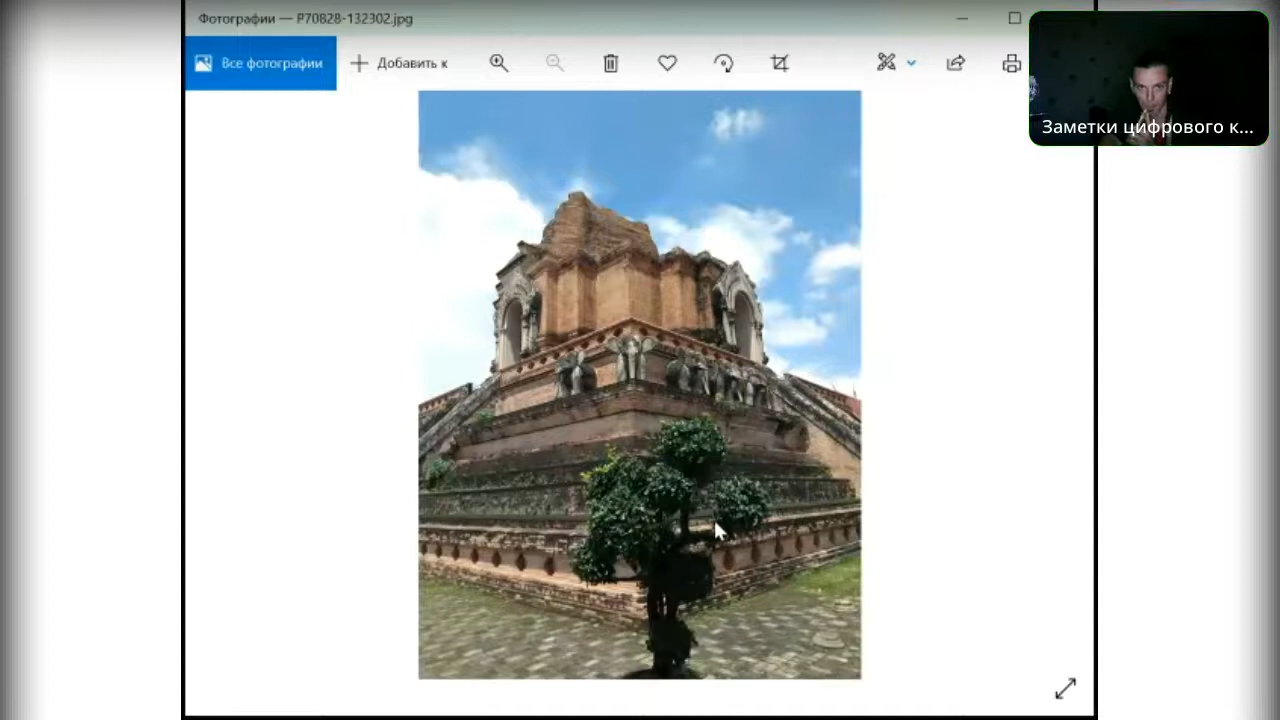 Фотографии — P70828-132302.jpg
Все фотографии
Добавить к
Заметки цифрового к...